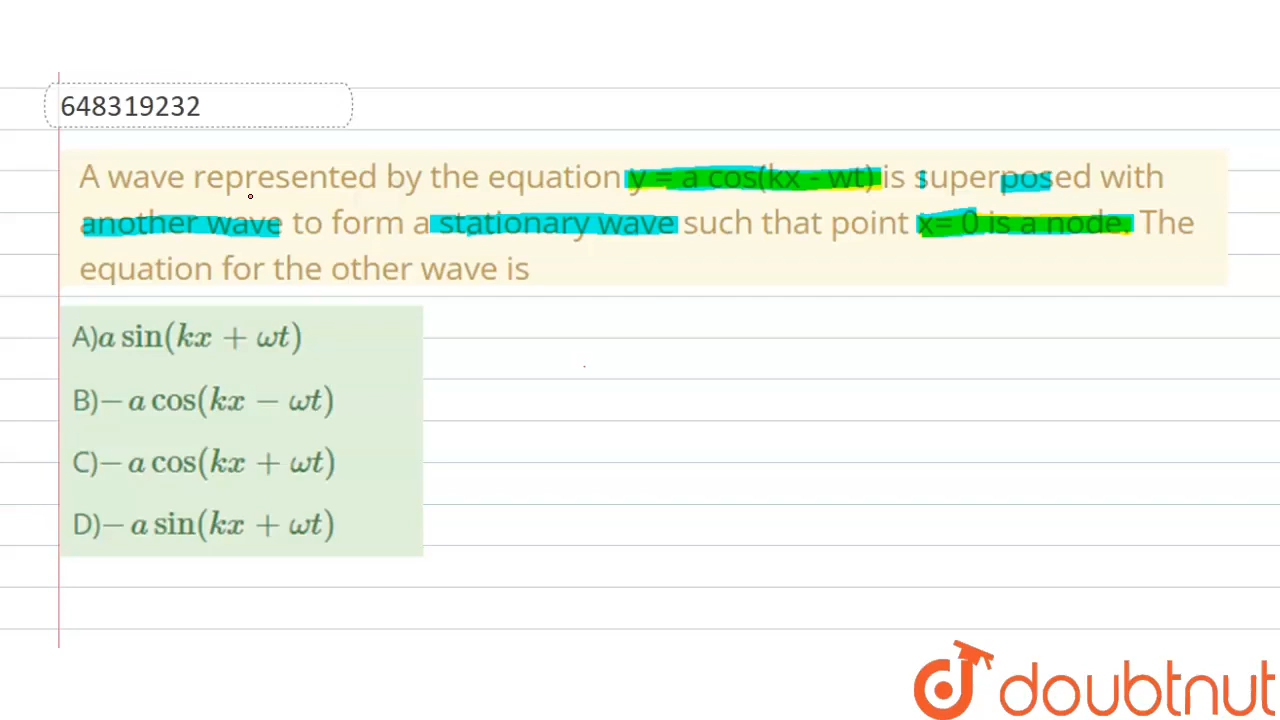 648319232
A wave represented by the equation y = a cos(kx - wt) is superposed with
another wave to form a stationary wave such that point x= 0 is a node. The
equation for the other wave is
A)a sin(kx + ωt)
B)− a cos(kx − ωt)
C)− a cos(kx + ωt)
D)− a sin(kx + ωt)
doubtnut